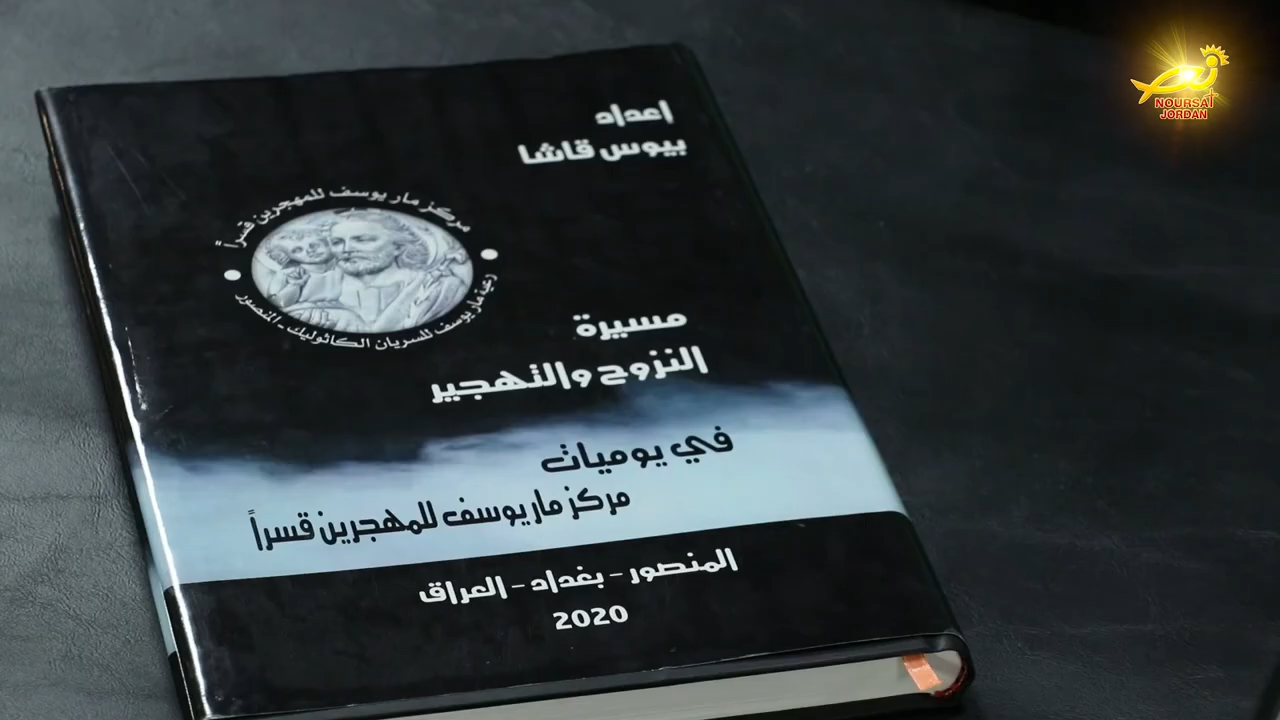 اعداد
بيوس قاشا
مركز مار يوسف للمهجرين قسراً
رعية مار يوسف للسريان الكاثوليك - المنصور
مسيرة
النزوح والتهجير
في يوميات
مركز مار يوسف للمهجرين قسراً
المنصور - بغداد - العراق
2020
NOURSAT
JORDAN